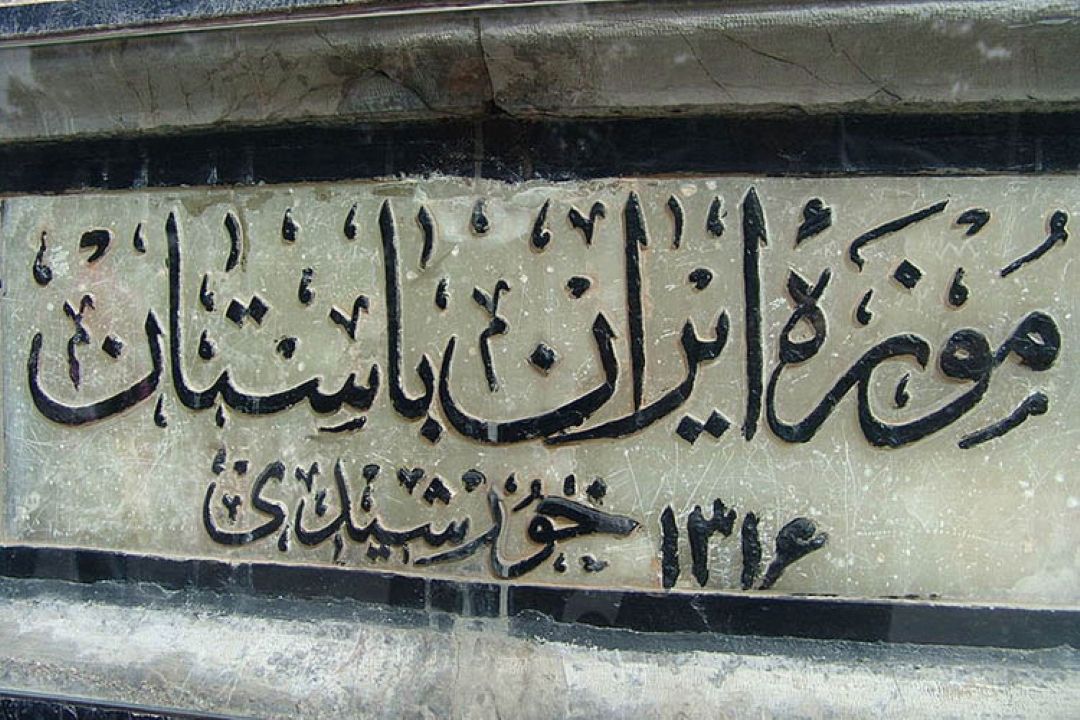 موزه ایران باستان
۱۳۱۶ خورشیدی